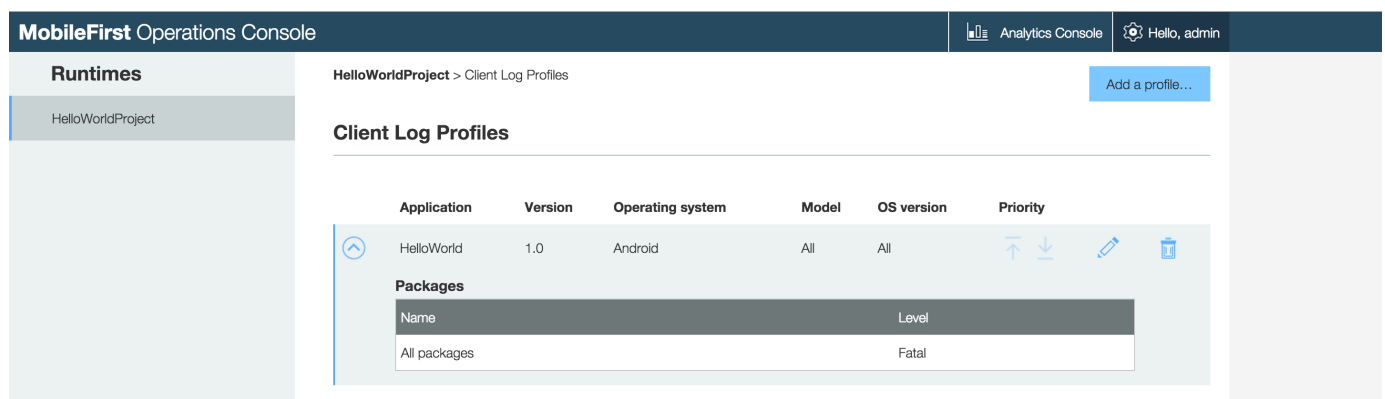 MobileFirst Operations Console
Analytics Console
Hello, admin
Runtimes
HelloWorldProject
HelloWorldProject > Client Log Profiles
Add a profile...
Client Log Profiles
Application Version Operating system Model OS version Priority
HelloWorld 1.0 Android All All
Packages
Name Level
All packages Fatal